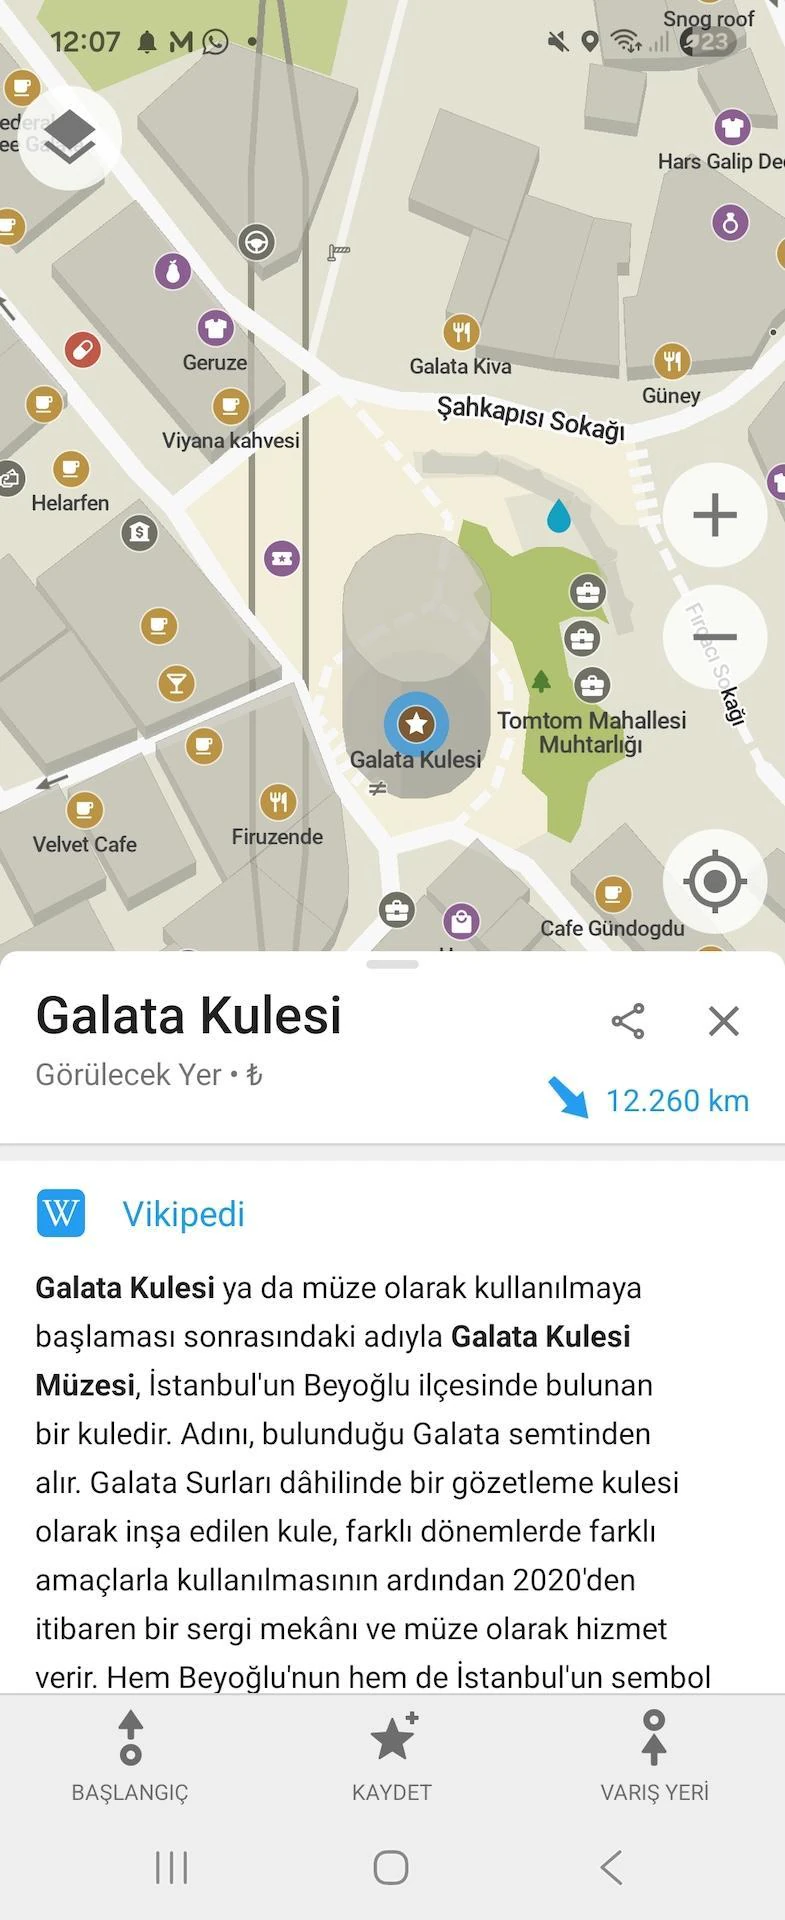 Snog roof
12:07
23
Hars Galip De
Geruze
Galata Kiva
Güney
Şahkapısı Sokağı
Viyana kahvesi
Helarfen
Fırçacı Sokağı
Tomtom Mahallesi
Muhtarlığı
Galata Kulesi
Velvet Cafe
Firuzende
Cafe Gündogdu
Galata Kulesi
Görülecek Yer • ₺
12.260 km
W Vikipedi
Galata Kulesi ya da müze olarak kullanılmaya
başlaması sonrasındaki adıyla Galata Kulesi
Müzesi, İstanbul'un Beyoğlu ilçesinde bulunan
bir kuledir. Adını, bulunduğu Galata semtinden
alır. Galata Surları dâhilinde bir gözetleme kulesi
olarak inşa edilen kule, farklı dönemlerde farklı
amaçlarla kullanılmasının ardından 2020'den
itibaren bir sergi mekânı ve müze olarak hizmet
verir. Hem Beyoğlu'nun hem de İstanbul'un sembol
BAŞLANGIÇ
KAYDET
VARIŞ YERİ